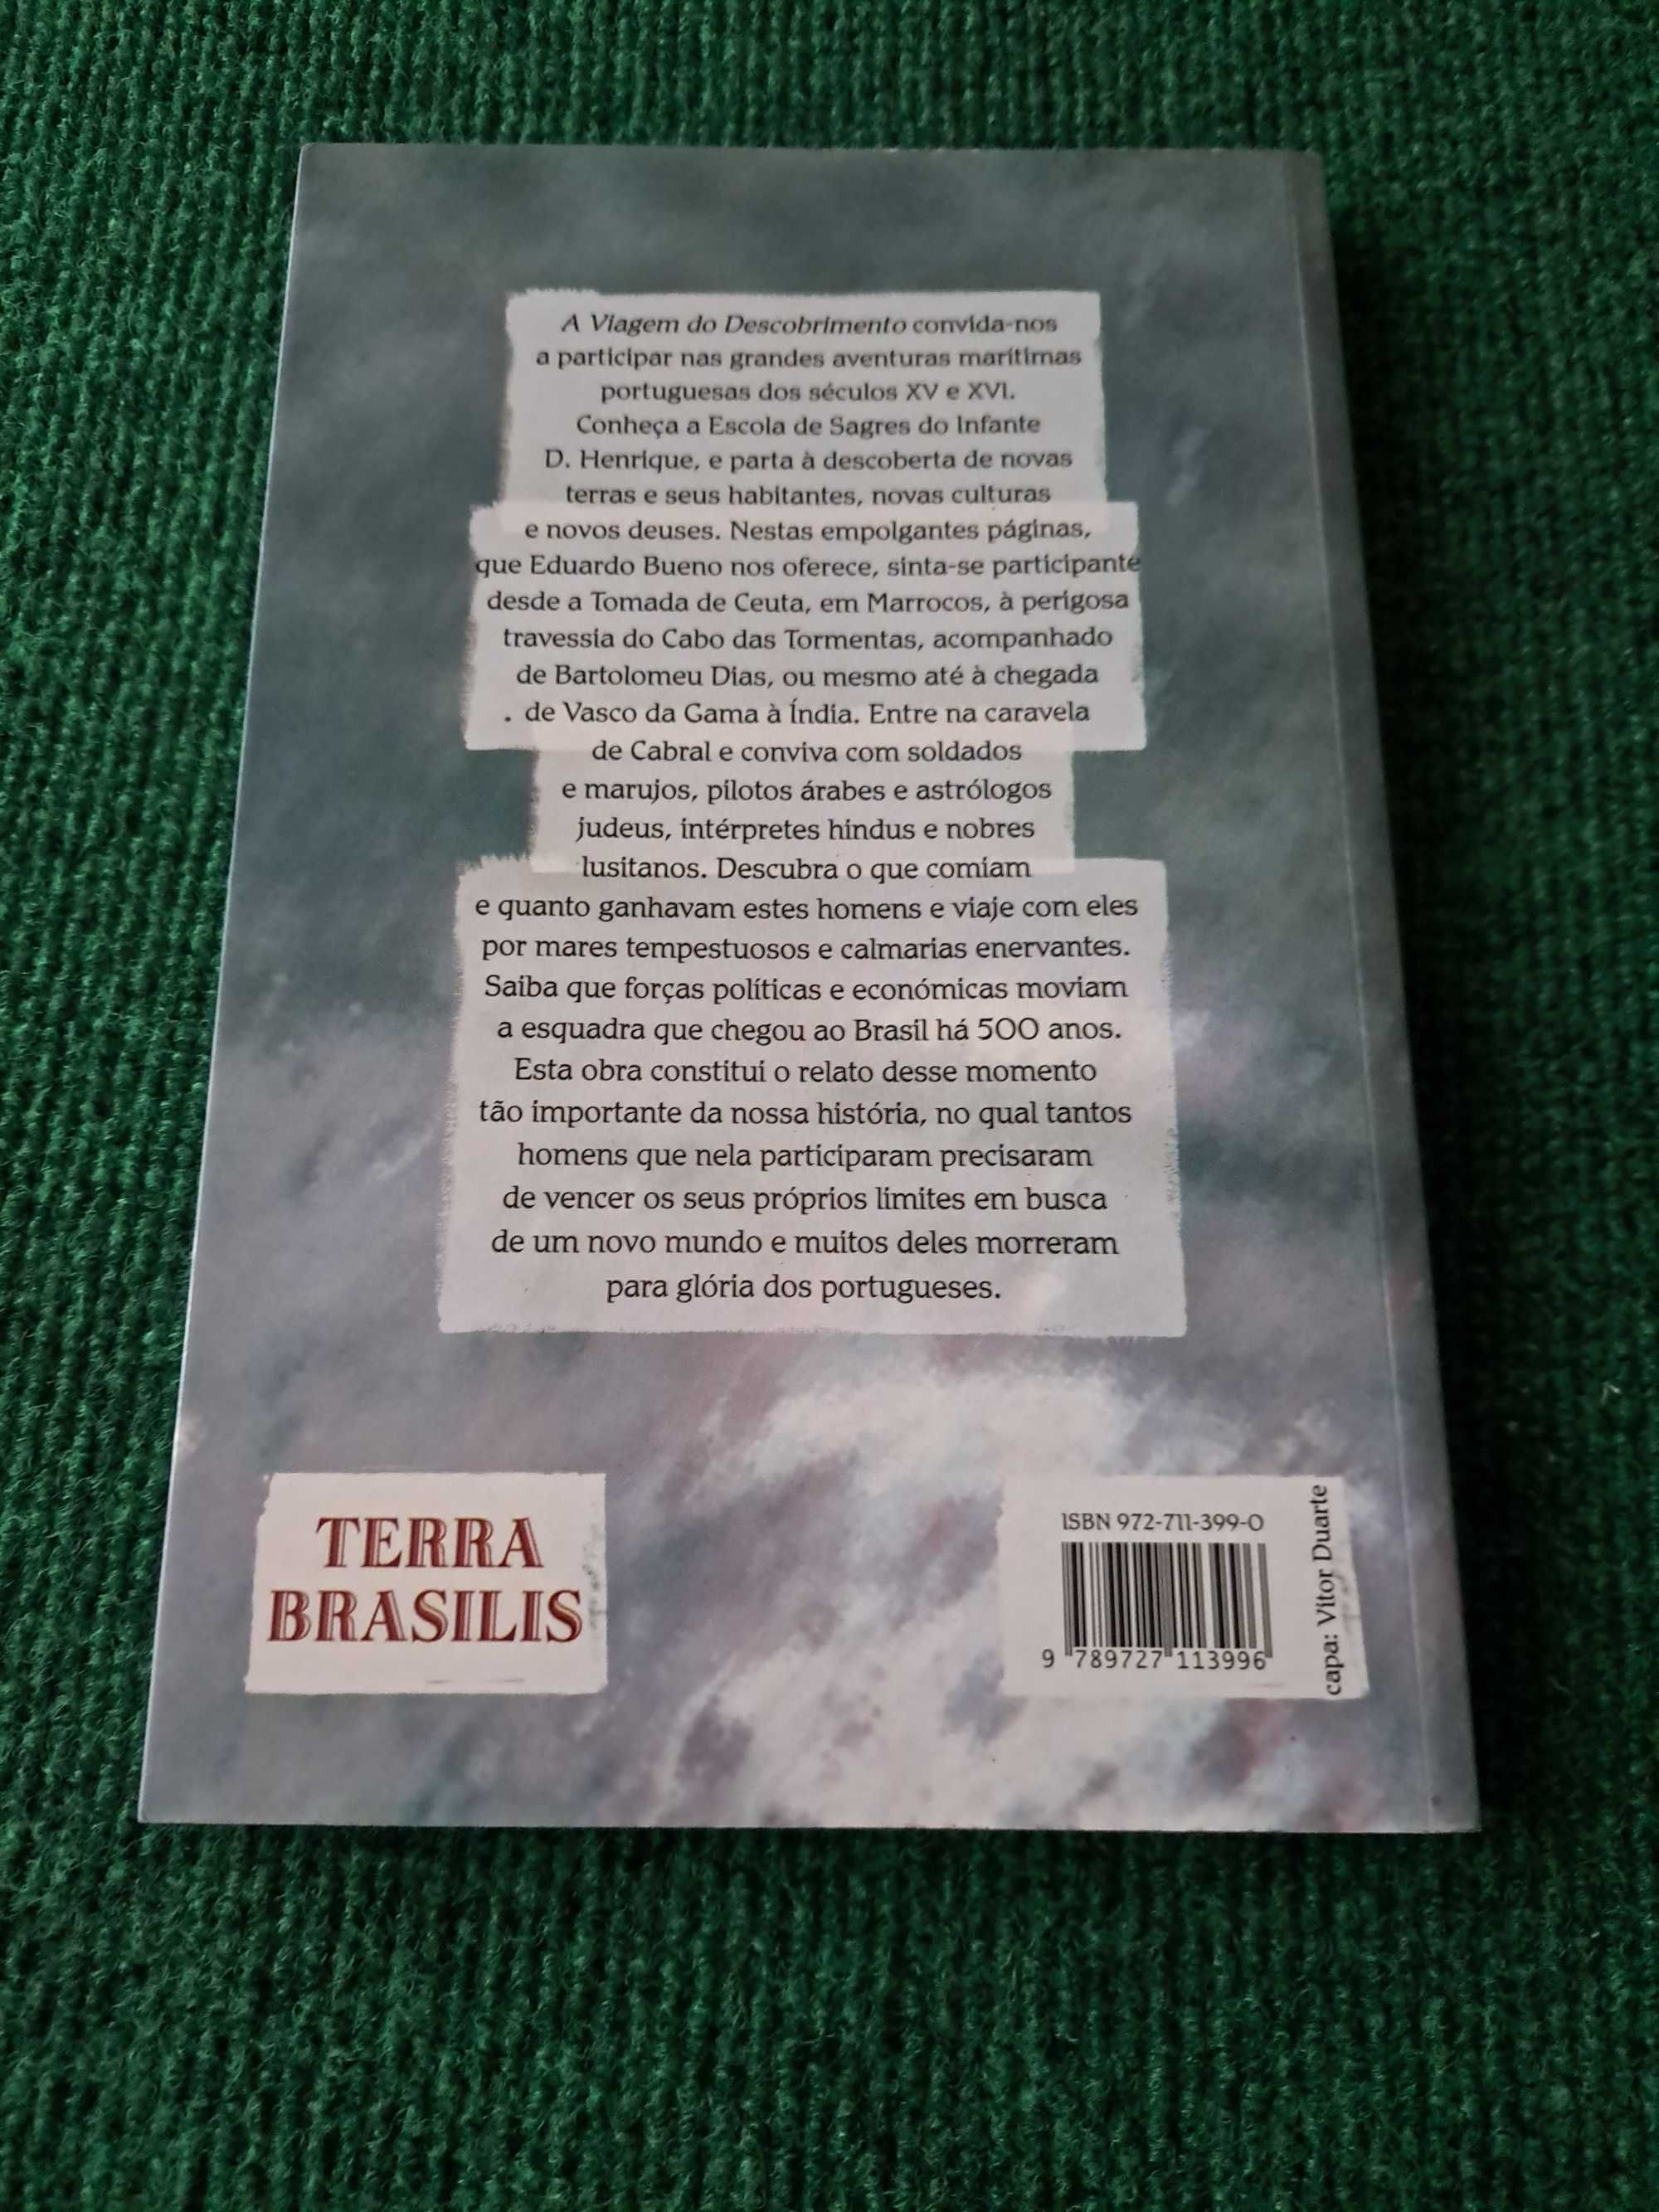 A Viagem do Descobrimento convida-nos
a participar nas grandes aventuras marítimas
portuguesas dos séculos XV e XVI.
Conheça a Escola de Sagres do Infante
D. Henrique, e parta à descoberta de novas
terras e seus habitantes, novas culturas
e novos deuses. Nestas empolgantes páginas,
que Eduardo Bueno nos oferece, sinta-se participante
desde a Tomada de Ceuta, em Marrocos, à perigosa
travessia do Cabo das Tormentas, acompanhado
de Bartolomeu Dias, ou mesmo até à chegada
de Vasco da Gama à Índia. Entre na caravela
de Cabral e conviva com soldados
e marujos, pilotos árabes e astrólogos
judeus, intérpretes hindus e nobres
lusitanos. Descubra o que comiam
e quanto ganhavam estes homens e viaje com eles
por mares tempestuosos e calmarias enervantes.
Saiba que forças políticas e económicas moviam
a esquadra que chegou ao Brasil há 500 anos.
Esta obra constitui o relato desse momento
tão importante da nossa história, no qual tantos
homens que nela participaram precisaram
de vencer os seus próprios limites em busca
de um novo mundo e muitos deles morreram
para glória dos portugueses.
TERRA
BRASILIS
ISBN 972-711-399-0
9 789727 113996
capa: Vitor Duarte